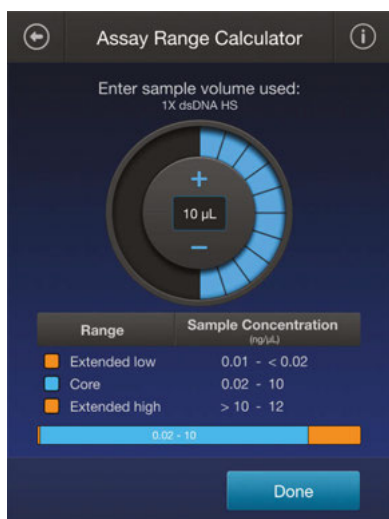 Assay Range Calculator
Enter sample volume used:
1X dsDNA HS
+
10 µL
−
Range Sample Concentration
(ng/µL)
Extended low 0.01 - < 0.02
Core 0.02 - 10
Extended high > 10 - 12
0.02 - 10
Done